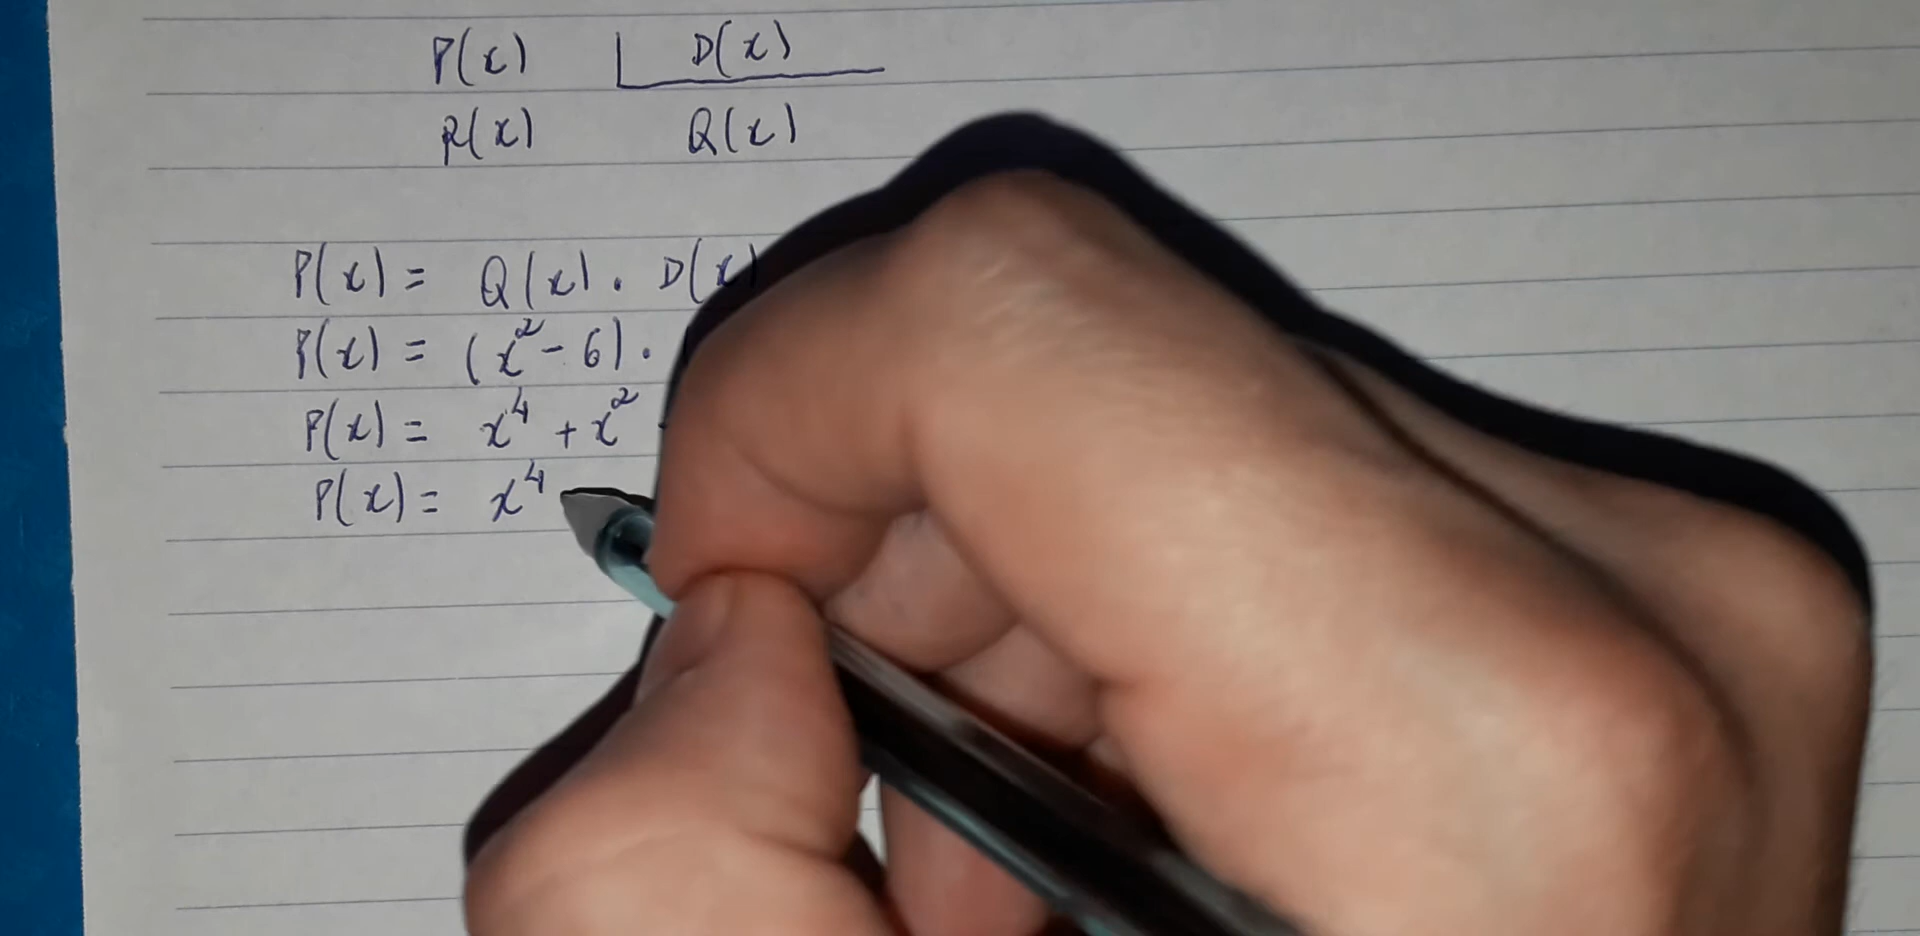 P(x) D(x)
R(x) Q(x)
P(x) = Q(x) . D(x)
P(x) = (x² - 6) .
P(x) = x⁴ + x²
P(x) = x⁴